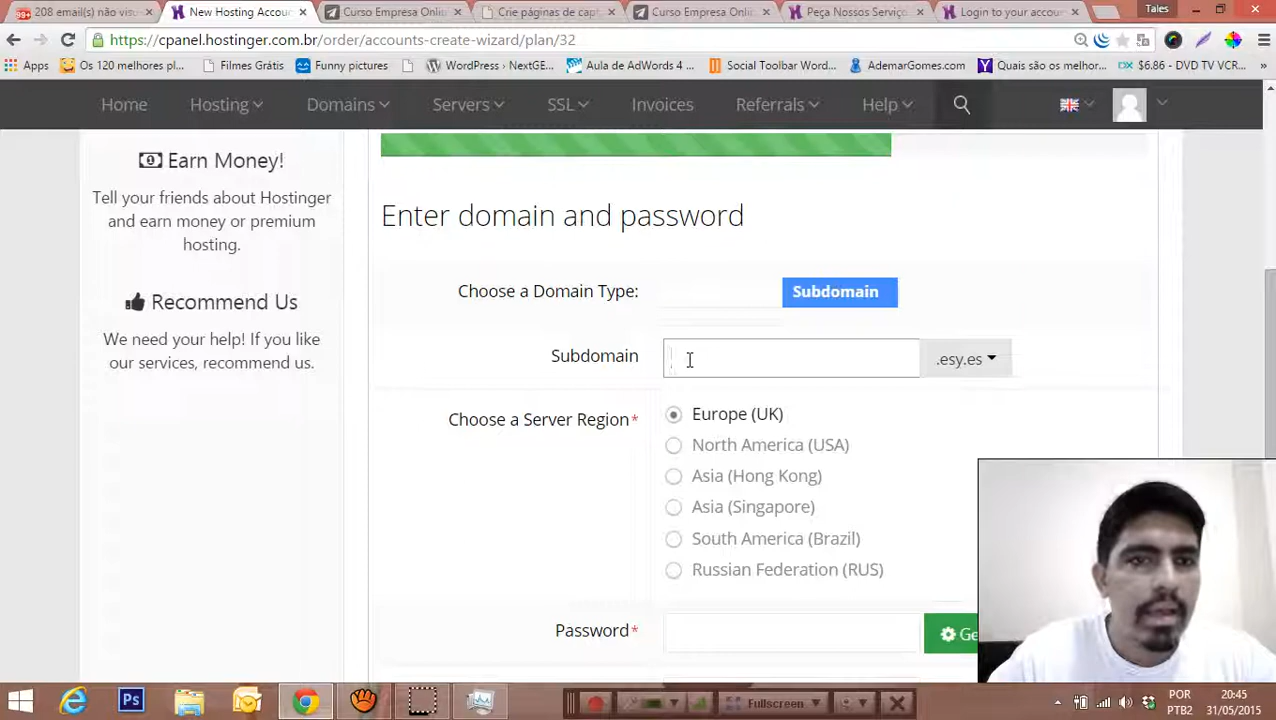 208 email(s) não visua
New Hosting Accou
Curso Empresa Onlin
Crie páginas de capt
Curso Empresa Onlin
Peça Nossos Serviço
Login to your accou
Tales
https://cpanel.hostinger.com.br/order/accounts-create-wizard/plan/32
Apps
Os 120 melhores pl...
Filmes Grátis
Funny pictures
WordPress › NextGE...
Aula de AdWords 4 ...
Social Toolbar Word...
AdemarGomes.com
Quais são os melhor...
$6.86 - DVD TV VCR...
Home
Hosting
Domains
Servers
SSL
Invoices
Referrals
Help
Earn Money!
Tell your friends about Hostinger
and earn money or premium
hosting.
Recommend Us
We need your help! If you like
our services, recommend us.
Enter domain and password
Choose a Domain Type:
Subdomain
Subdomain
.esy.es
Choose a Server Region*
Europe (UK)
North America (USA)
Asia (Hong Kong)
Asia (Singapore)
South America (Brazil)
Russian Federation (RUS)
Password*
Ge
Ps
Fullscreen
POR
PTB2
20:45
31/05/2015